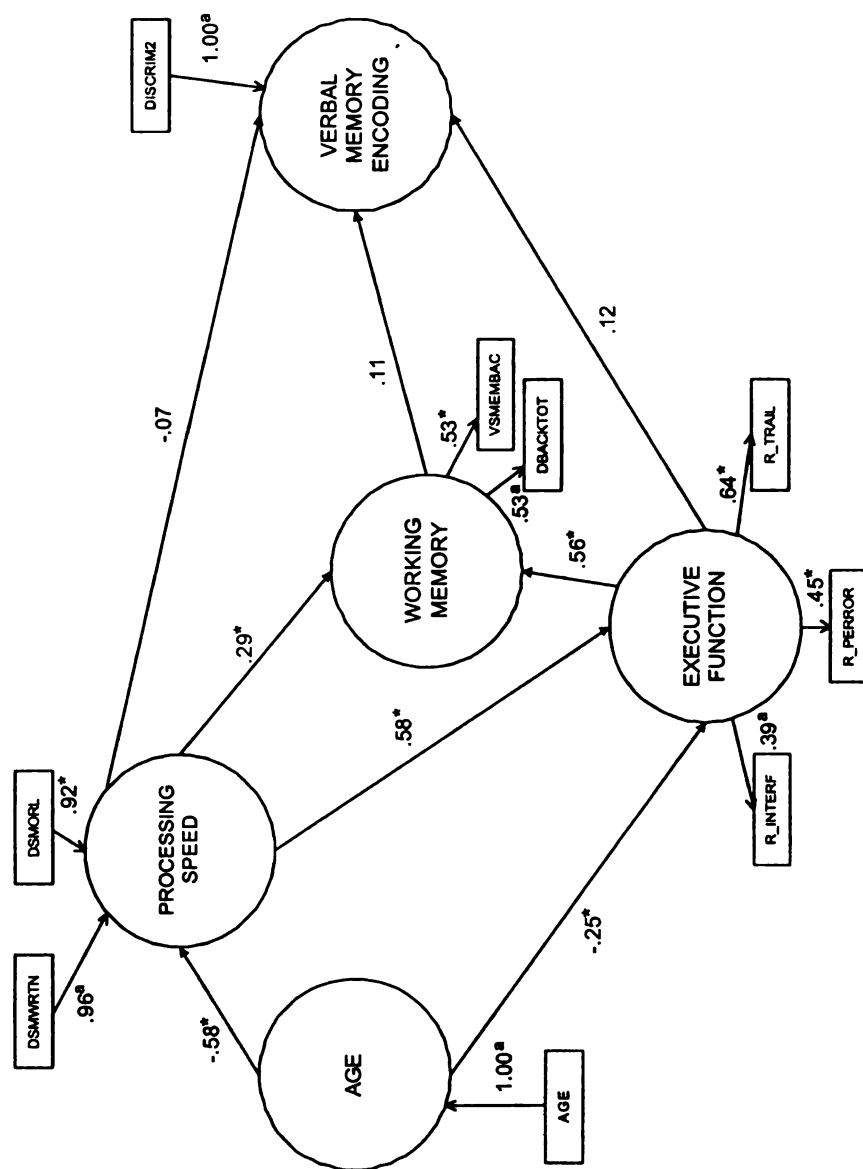 DSMWRTN
.96ª
DSMORL
.92*
DISCRIM2
1.00ª
-.58*
PROCESSING
SPEED
-.07
VERBAL
MEMORY
ENCODING
.29*
AGE
.58*
WORKING
MEMORY
.11
.53*
VSMEMBAC
.53ª
DBACKTOT
1.00ª
AGE
-.25*
.56*
.12
EXECUTIVE
FUNCTION
.39ª
R_INTERF
.45*
R_PERROR
.64*
R_TRAIL